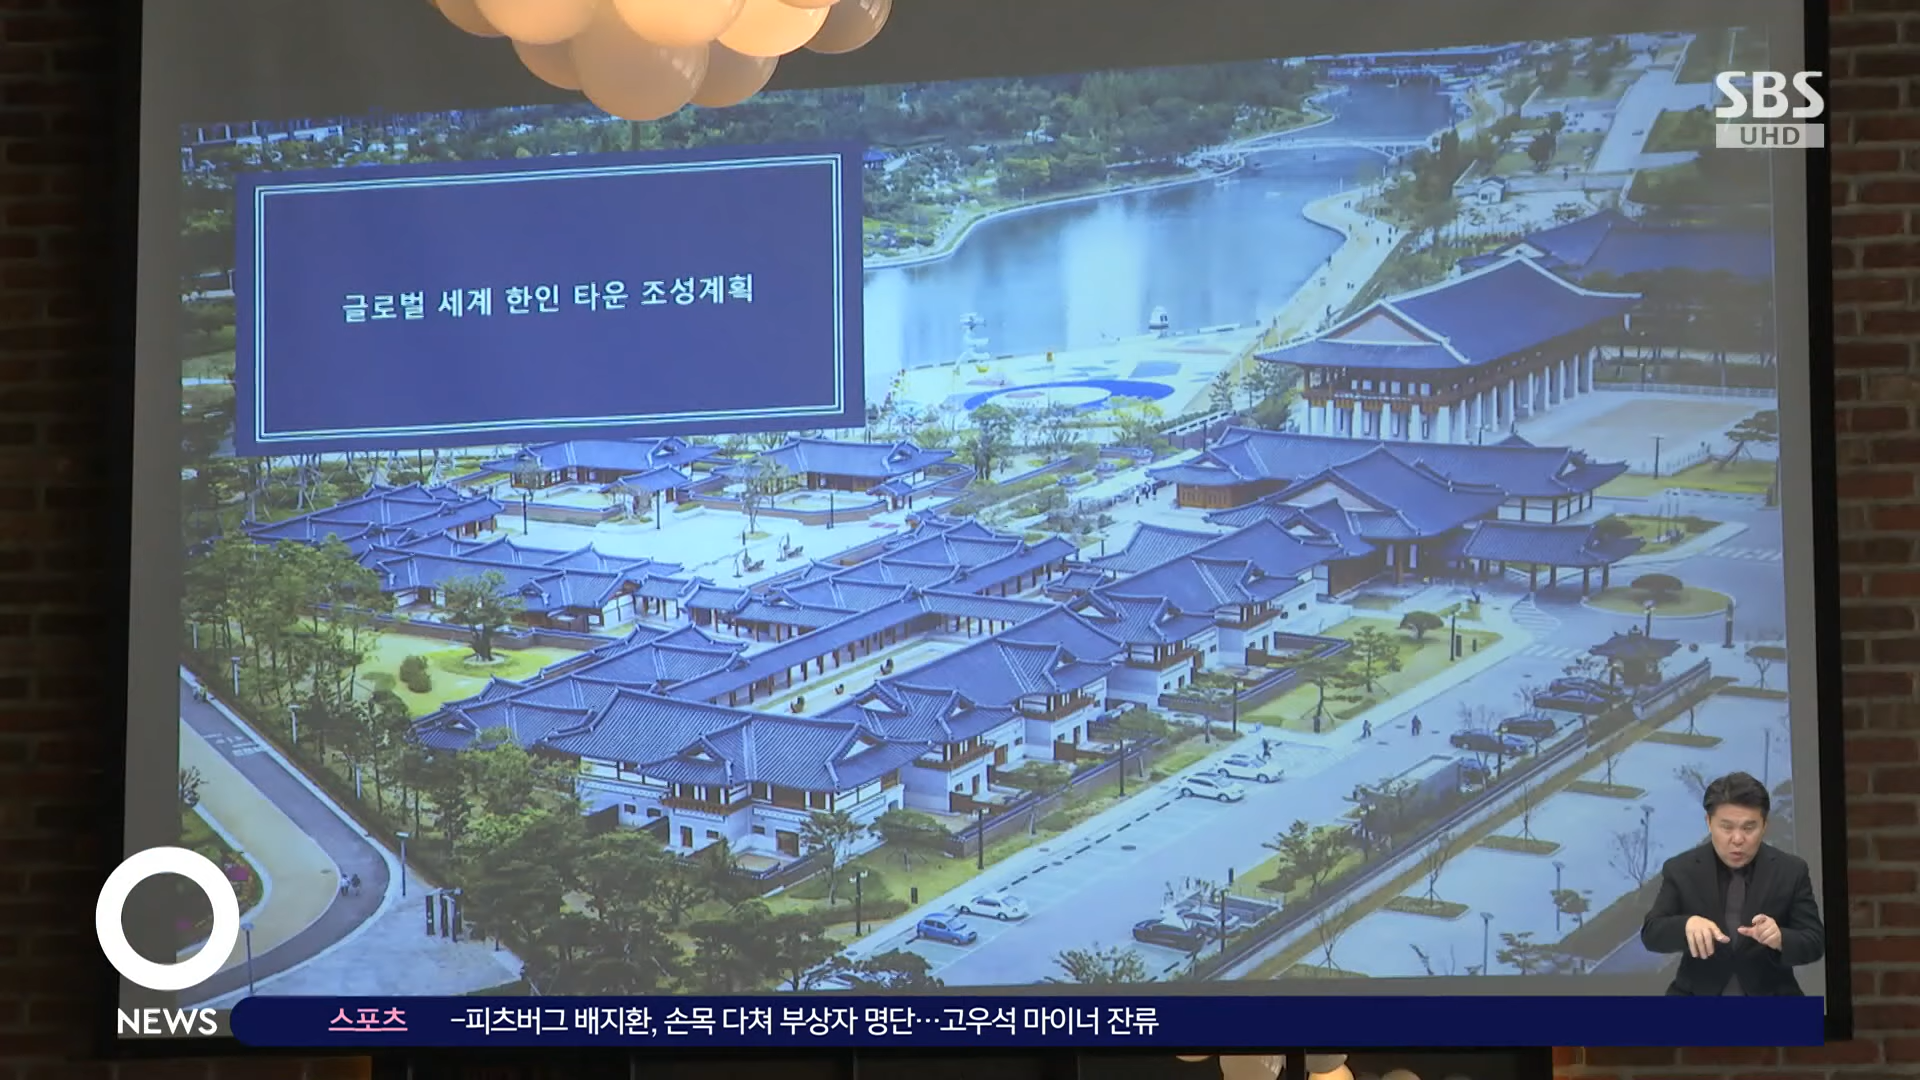 SBS
UHD
글로벌 세계 한인 타운 조성계획
NEWS
스포츠 -피츠버그 배지환, 손목 다쳐 부상자 명단…고우석 마이너 잔류